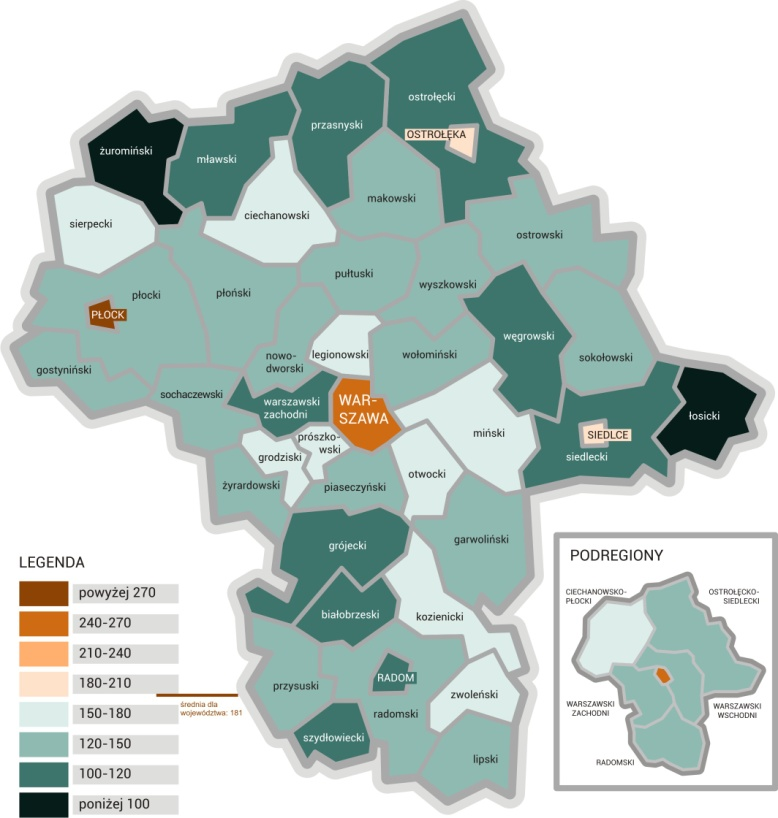 ostrołęcki
przasnyski
OSTROŁĘKA
żuromiński
mławski
makowski
ciechanowski
sierpecki
ostrowski
pułtuski
wyszkowski
płocki
płoński
PŁOCK
węgrowski
legionowski
wołomiński
nowo-
dworski
sokołowski
gostyniński
sochaczewski
warszawski
zachodni
WAR-
SZAWA
łosicki
miński
SIEDLCE
prószko-
wski
grodziski
siedlecki
otwocki
żyrardowski
piaseczyński
garwoliński
grójecki
białobrzeski
kozienicki
RADOM
przysuski
zwoleński
radomski
szydłowiecki
lipski
LEGENDA
powyżej 270
240-270
210-240
180-210
średnia dla
województwa: 181
150-180
120-150
100-120
poniżej 100
PODREGIONY
CIECHANOWSKO-
PŁOCKI
OSTROŁĘCKO-
SIEDLECKI
WARSZAWSKI
ZACHODNI
WARSZAWSKI
WSCHODNI
RADOMSKI